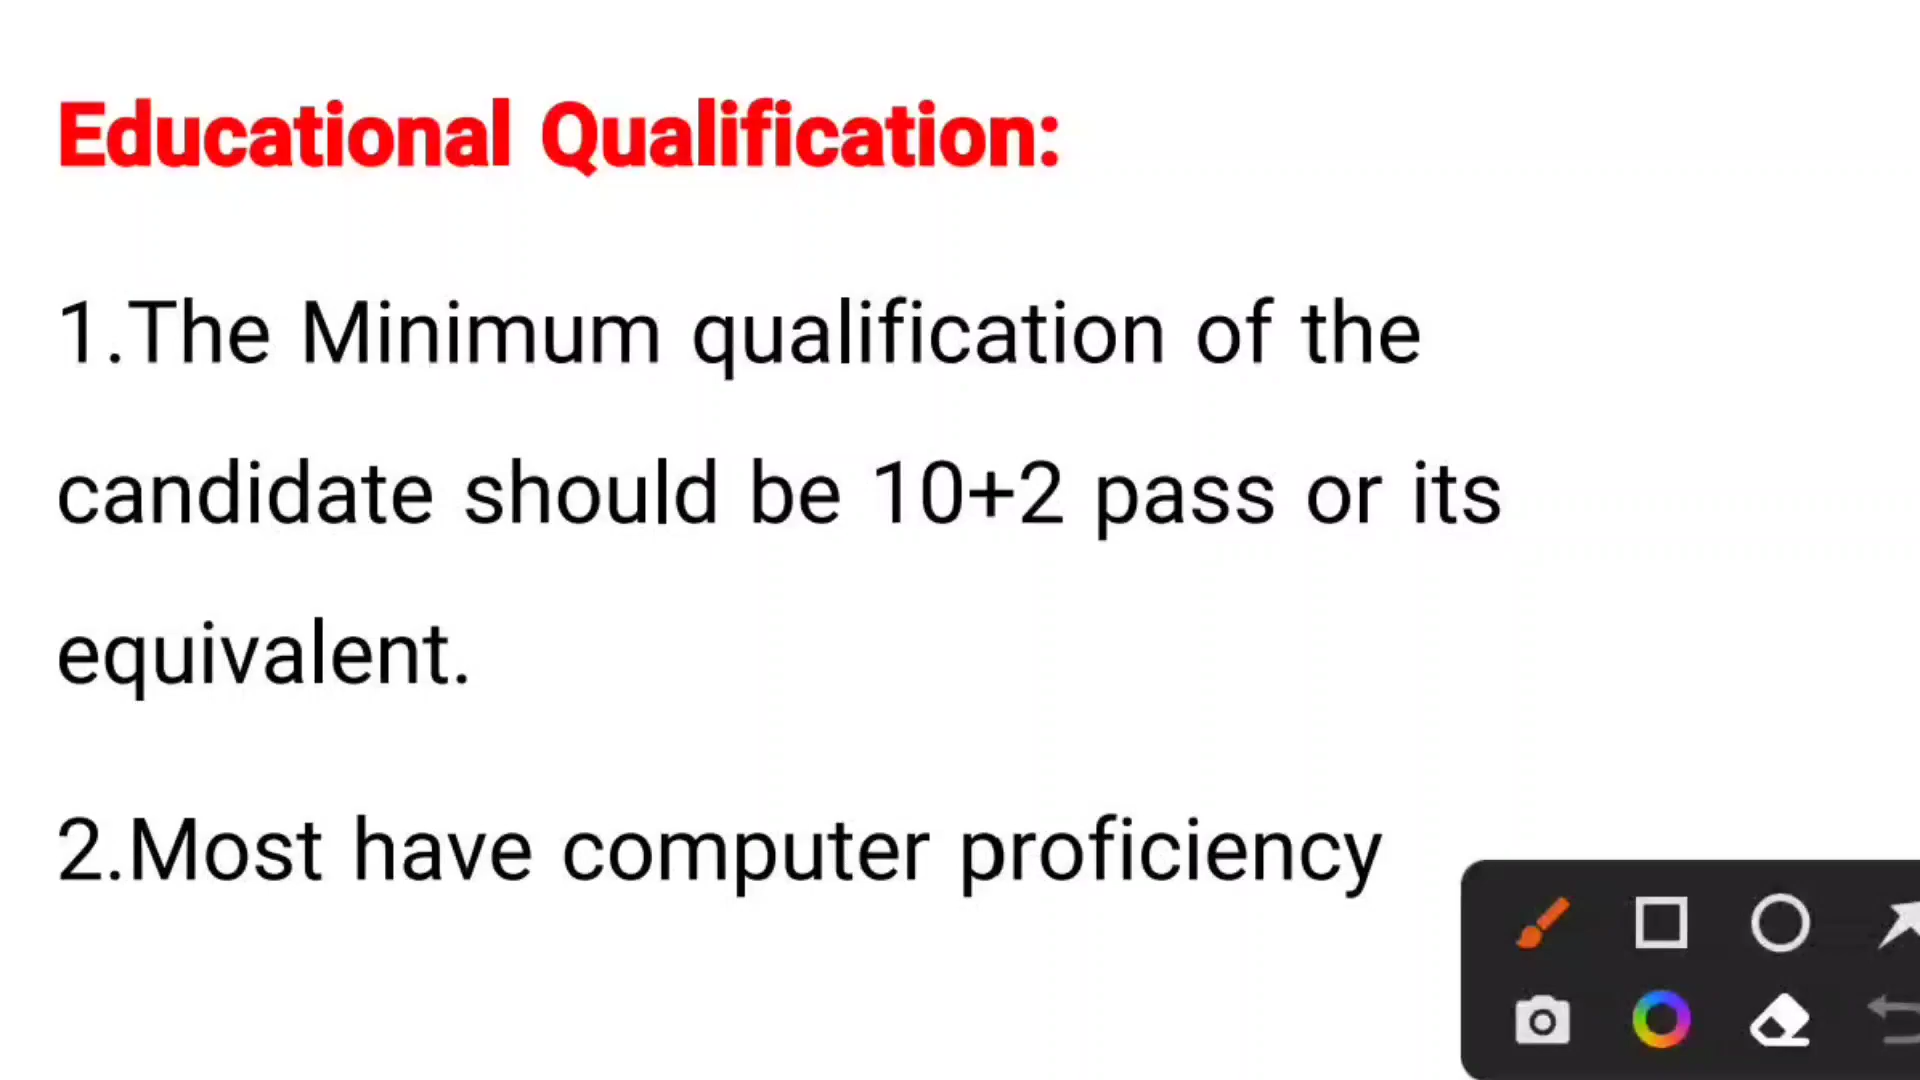 Educational Qualification:
1.The Minimum qualification of the
candidate should be 10+2 pass or its
equivalent.
2.Most have computer proficiency